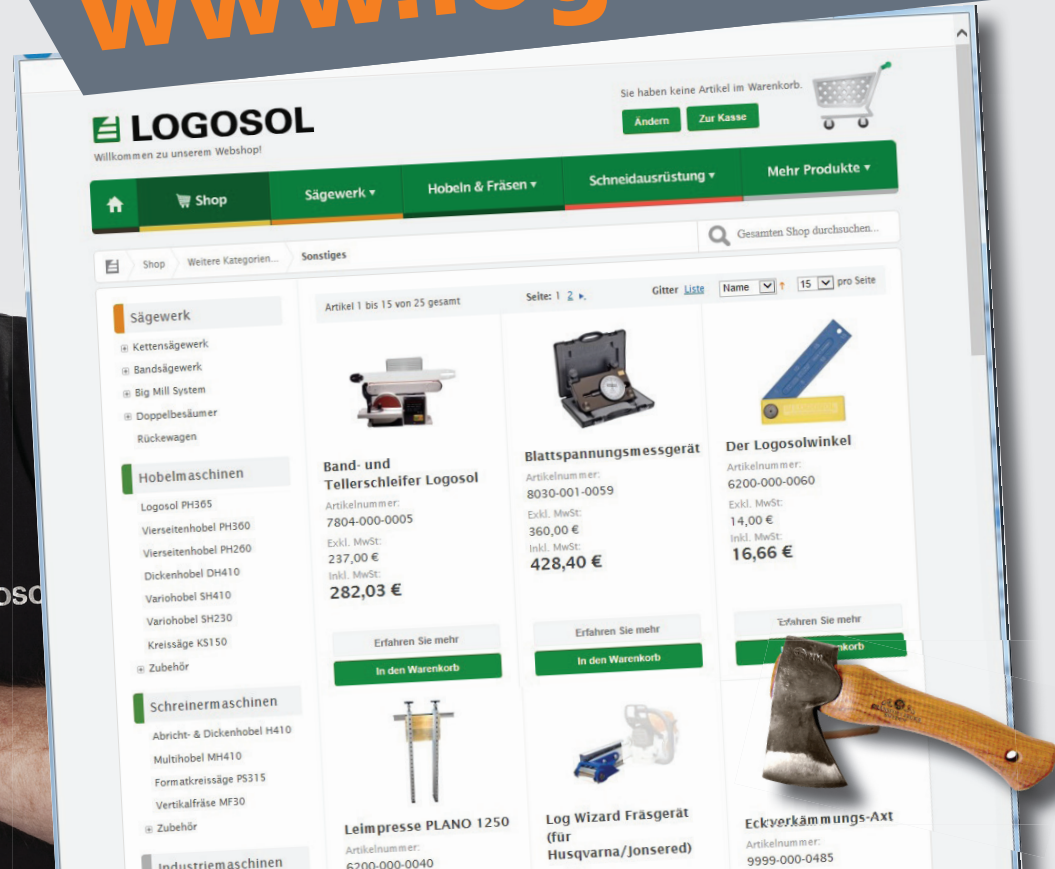 www.log
LOGOSOL
Willkommen zu unserem Webshop!
Sie haben keine Artikel im Warenkorb.
Ändern Zur Kasse
Shop Sägewerk Hobeln & Fräsen Schneidausrüstung Mehr Produkte
Shop Weitere Kategorien... Sonstiges
Gesamten Shop durchsuchen...
Sägewerk
Kettensägewerk
Bandsägewerk
Big Mill System
Doppelbesäumer
Rückewagen
Hobelmaschinen
Logosol PH365
Vierseitenhobel PH360
Vierseitenhobel PH260
Dickenhobel DH410
Variohobel SH410
Variohobel SH230
Kreissäge KS150
Zubehör
Schreinermaschinen
Abricht- & Dickenhobel H410
Multihobel MH410
Formatkreissäge PS315
Vertikalfräse MF30
Zubehör
Industriemaschinen
Artikel 1 bis 15 von 25 gesamt Seite: 1 2 Gitter Liste Name 15 pro Seite
Band- und
Tellerschleifer Logosol
Artikelnummer:
7804-000-0005
Exkl. MwSt:
237,00 €
Inkl. MwSt:
282,03 €
Erfahren Sie mehr
In den Warenkorb
Blattspannungsmessgerät
Artikelnummer:
8030-001-0059
Exkl. MwSt:
360,00 €
Inkl. MwSt:
428,40 €
Erfahren Sie mehr
In den Warenkorb
Der Logosolwinkel
Artikelnummer:
6200-000-0060
Exkl. MwSt:
14,00 €
Inkl. MwSt:
16,66 €
Erfahren Sie mehr
nkorb
Leimpresse PLANO 1250
Artikelnummer:
6200-000-0040
Log Wizard Fräsgerät
(für
Husqvarna/Jonsered)
Eckverkämmungs-Axt
Artikelnummer:
9999-000-0485
OSO